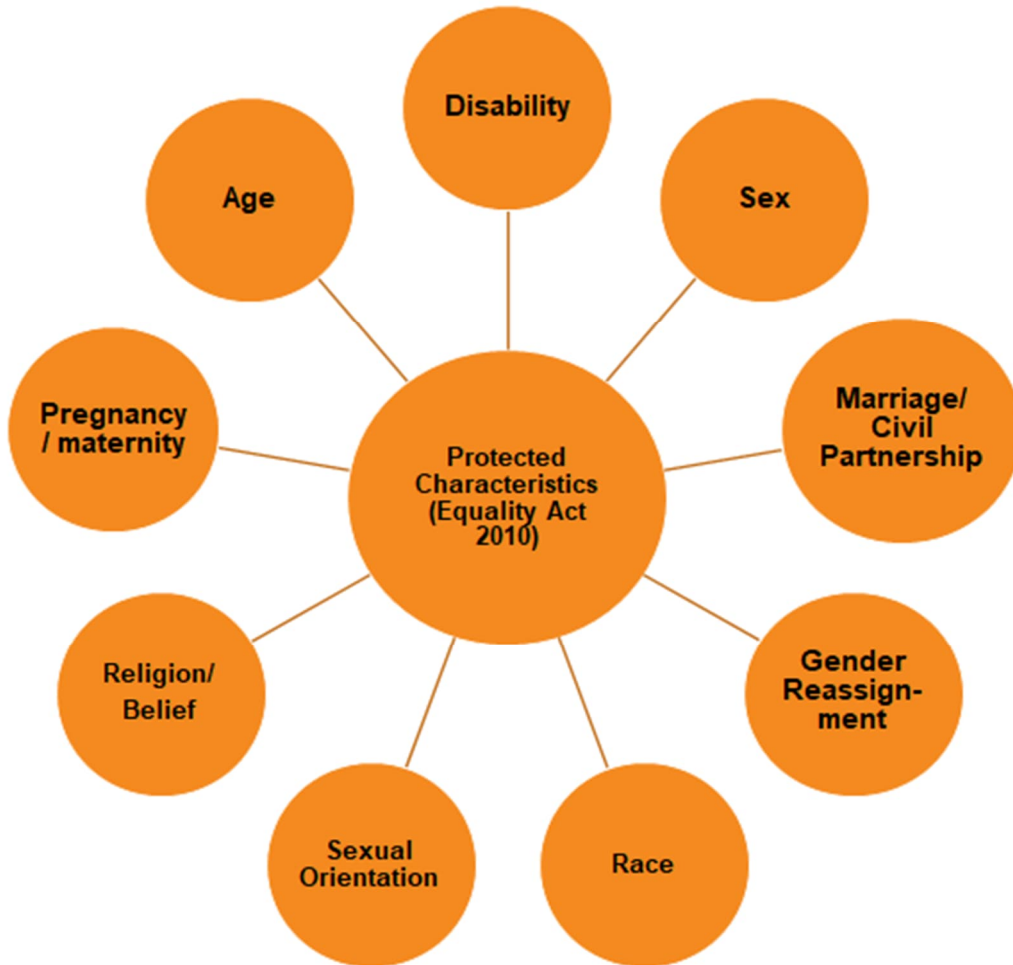 Disability
Age
Sex
Pregnancy
/ maternity
Marriage/
Civil
Partnership
Protected
Characteristics
(Equality Act
2010)
Religion/
Belief
Gender
Reassign-
ment
Sexual
Orientation
Race